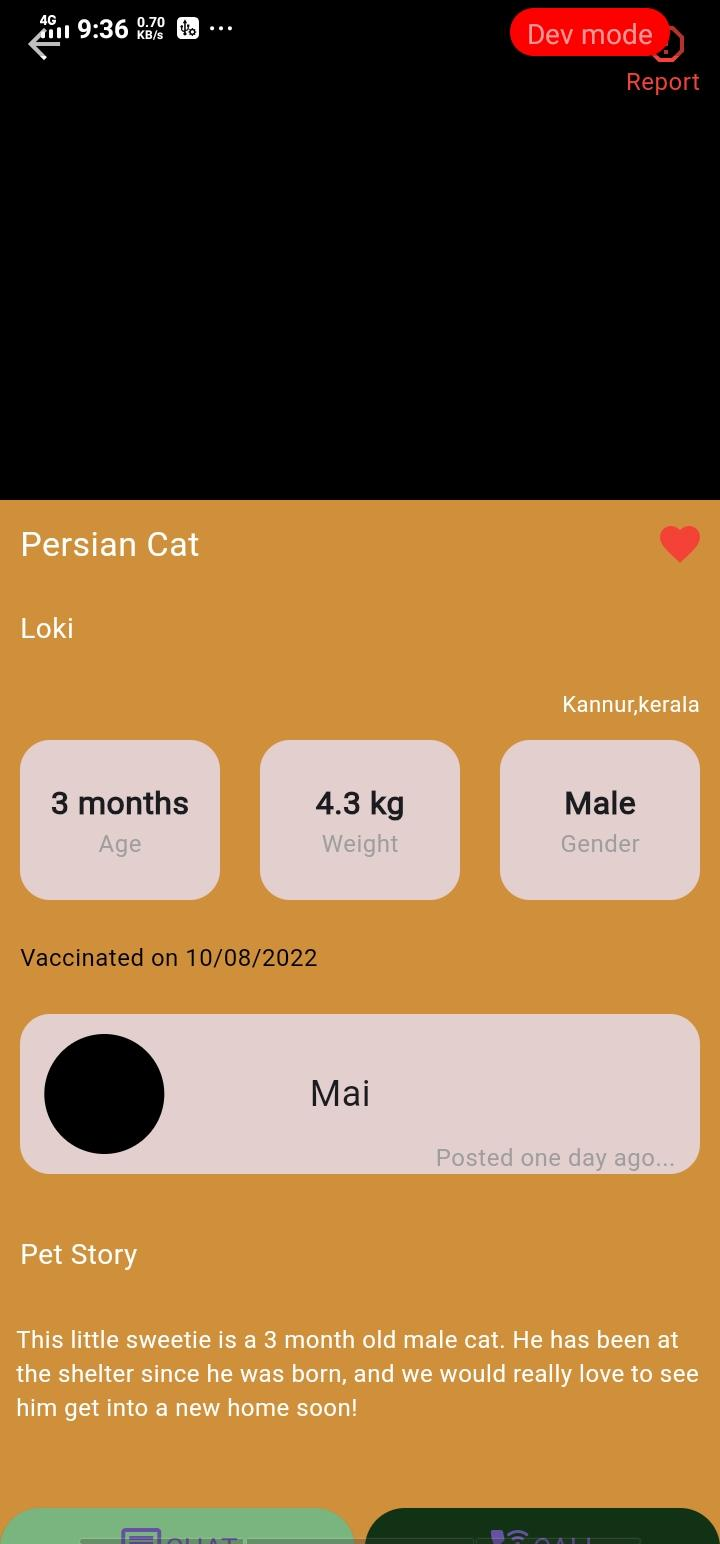 4G
9:36
0.70
KB/s
Dev mode
Report
Persian Cat
Loki
Kannur,kerala
3 months
Age
4.3 kg
Weight
Male
Gender
Vaccinated on 10/08/2022
Mai
Posted one day ago...
Pet Story
This little sweetie is a 3 month old male cat. He has been at
the shelter since he was born, and we would really love to see
him get into a new home soon!
CHAT
CALL